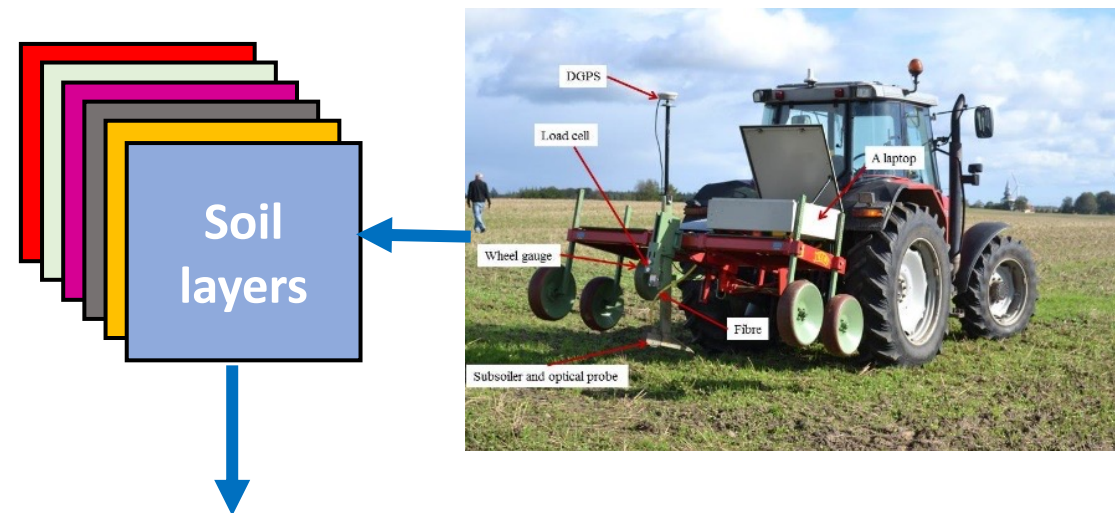 DGPS
Load cell
A laptop
Soil
layers
Wheel gauge
Fibre
Subsoiler and optical probe